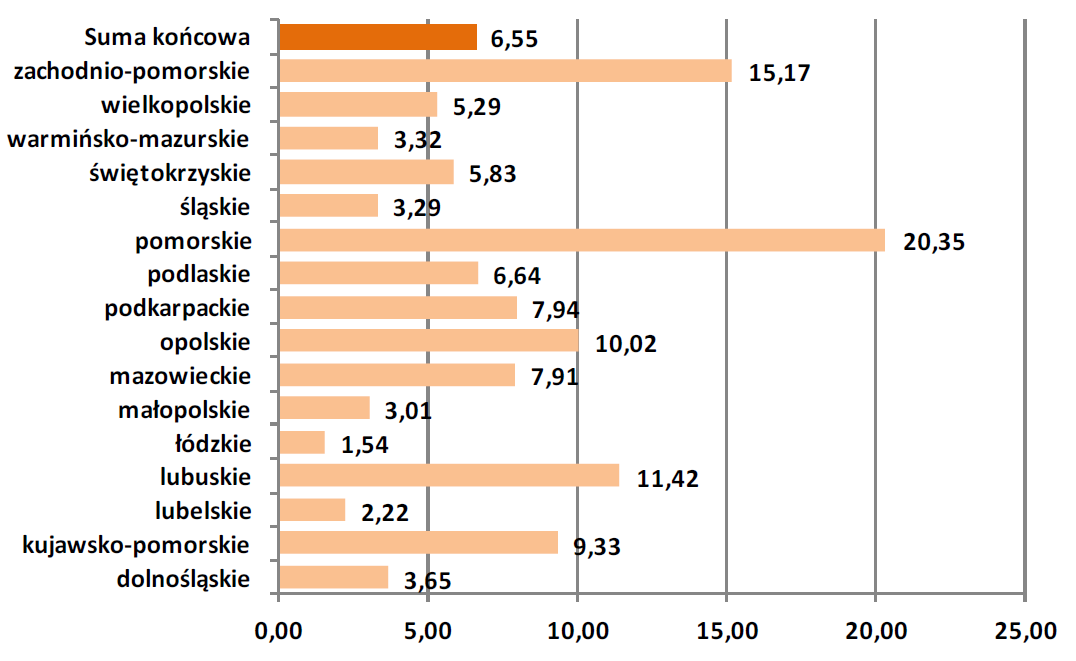 Suma końcowa 6,55
zachodnio-pomorskie 15,17
wielkopolskie 5,29
warmińsko-mazurskie 3,32
świętokrzyskie 5,83
śląskie 3,29
pomorskie 20,35
podlaskie 6,64
podkarpackie 7,94
opolskie 10,02
mazowieckie 7,91
małopolskie 3,01
łódzkie 1,54
lubuskie 11,42
lubelskie 2,22
kujawsko-pomorskie 9,33
dolnośląskie 3,65
0,00 5,00 10,00 15,00 20,00 25,00